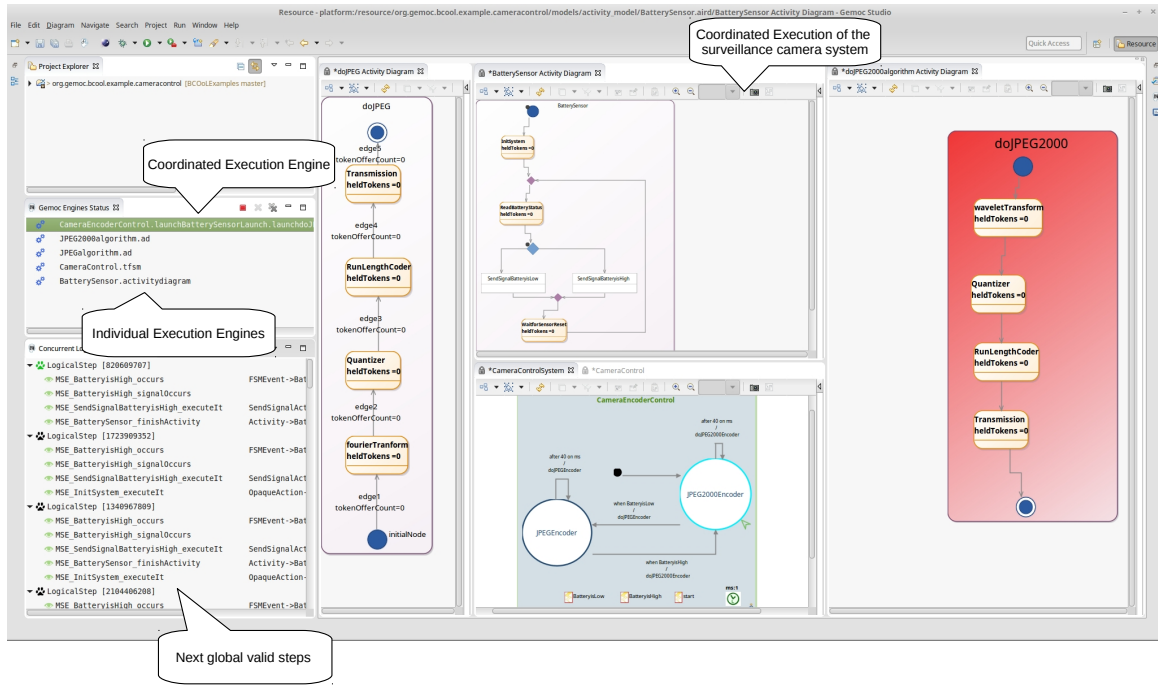 Resource - platform:/resource/org.gemoc.bcool.example.cameracontrol/models/activity_model/BatterySensor.aird/BatterySensor Activity Diagram - Gemoc Studio
File Edit Diagram Navigate Search Project Run Window Help
Coordinated Execution of the
surveillance camera system
Quick Access
Resource
Project Explorer
> org.gemoc.bcool.example.cameracontrol [BCOoLExamples master]
Coordinated Execution Engine
Gemoc Engines Status
CameraEncoderControl.launchBatterySensorLaunch.launchdoJ
JPEG2000algorithm.ad
JPEGalgorithm.ad
CameraControl.tfsm
BatterySensor.activitydiagram
Individual Execution Engines
Concurrent Lo
LogicalStep [820609707]
MSE_BatteryisHigh_occurs FSMEvent->Bat
MSE_BatteryisHigh_signalOccurs
MSE_SendSignalBatteryisHigh_executeIt SendSignalAct
MSE_BatterySensor_finishActivity Activity->Bat
LogicalStep [1723909352]
MSE_BatteryisHigh_occurs FSMEvent->Bat
MSE_BatteryisHigh_signalOccurs
MSE_SendSignalBatteryisHigh_executeIt SendSignalAct
MSE_InitSystem_executeIt OpaqueAction-
LogicalStep [1340967809]
MSE_BatteryisHigh_occurs FSMEvent->Bat
MSE_BatteryisHigh_signalOccurs
MSE_SendSignalBatteryisHigh_executeIt SendSignalAct
MSE_BatterySensor_finishActivity Activity->Bat
MSE_InitSystem_executeIt OpaqueAction-
LogicalStep [2104406208]
MSE_BatteryisHigh_occurs FSMEvent->Bat
Next global valid steps
*doJPEG Activity Diagram
doJPEG
edge5
tokenOfferCount=0
Transmission
heldTokens =0
edge4
tokenOfferCount=0
RunLengthCoder
heldTokens =0
edge3
tokenOfferCount=0
Quantizer
heldTokens =0
edge2
tokenOfferCount=0
fourierTranform
heldTokens =0
edge1
tokenOfferCount=0
initialNode
*BatterySensor Activity Diagram
BatterySensor
InitSystem
heldTokens =0
ReadBatteryStatus
heldTokens =0
SendSignalBatteryisLow
SendSignalBatteryisHigh
WaitforSensorReset
heldTokens =0
*CameraControlSystem
*CameraControl
CameraEncoderControl
after 40 on ms
/
doJPEG2000Encoder
after 40 on ms
/
doJPEGEncoder
JPEG2000Encoder
when BatteryisLow
/
doJPEGEncoder
JPEGEncoder
when BatteryisHigh
/
doJPEG2000Encoder
BatteryisLow
BatteryisHigh
start
ms:1
*doJPEG2000algorithm Activity Diagram
doJPEG2000
waveletTransform
heldTokens =0
Quantizer
heldTokens =0
RunLengthCoder
heldTokens =0
Transmission
heldTokens =0